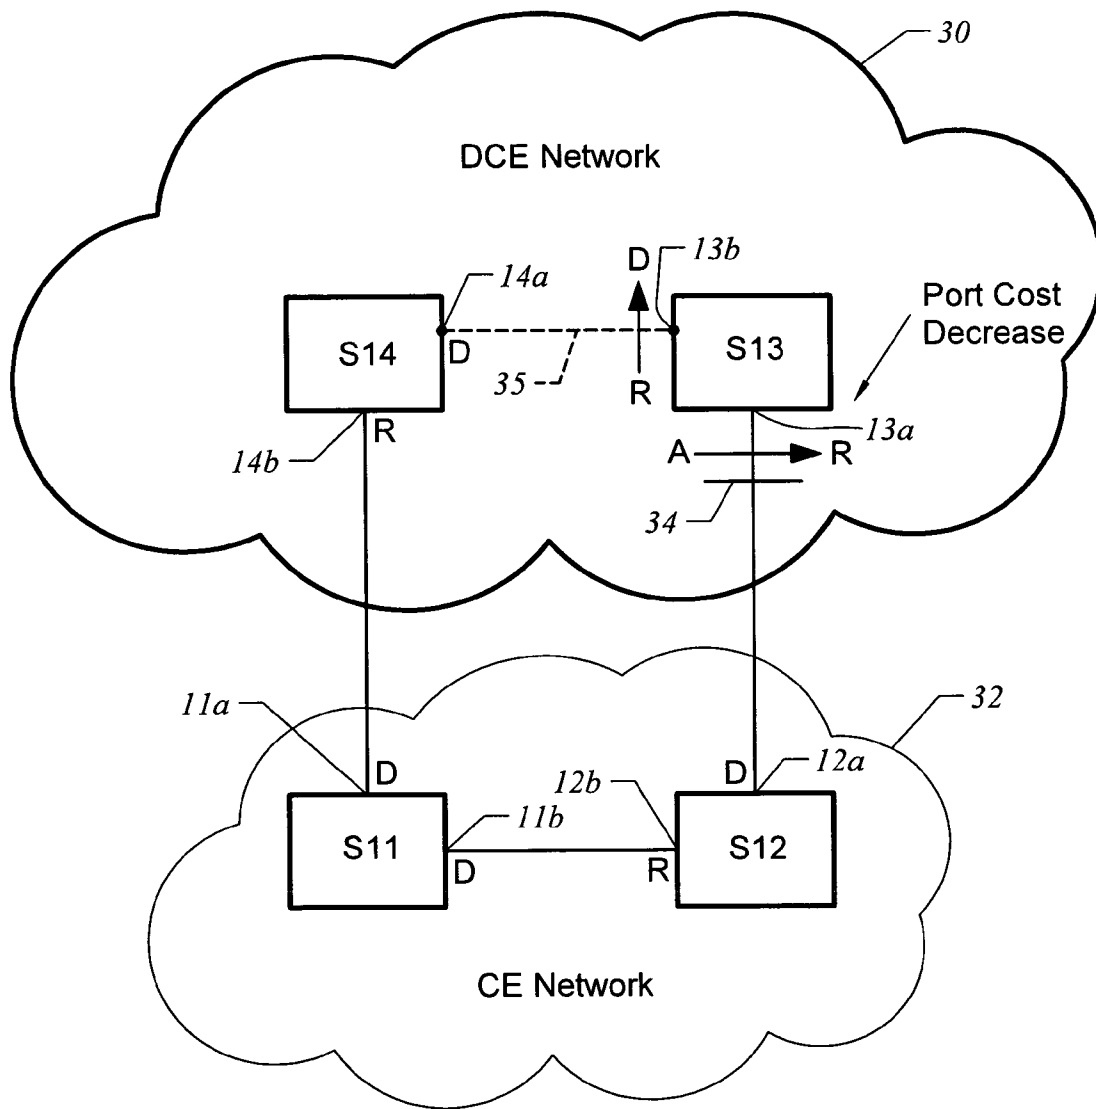 30
DCE Network
D
13b
14a
Port Cost
Decrease
S14
S13
D
35
R
R
14b
13a
A
R
34
11a
32
D
12b
D
12a
S11
11b
S12
D
R
CE Network